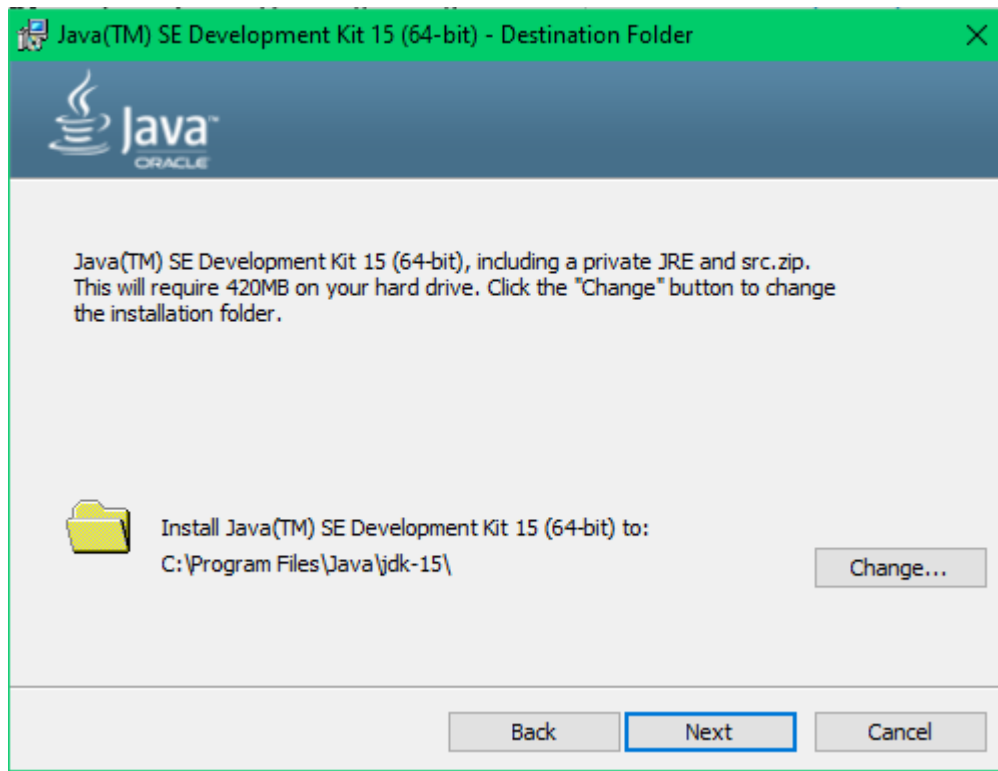 Java(TM) SE Development Kit 15 (64-bit) - Destination Folder
Java™
ORACLE
Java(TM) SE Development Kit 15 (64-bit), including a private JRE and src.zip.
This will require 420MB on your hard drive. Click the "Change" button to change
the installation folder.
Install Java(TM) SE Development Kit 15 (64-bit) to:
C:\Program Files\Java\jdk-15\
Change...
Back
Next
Cancel